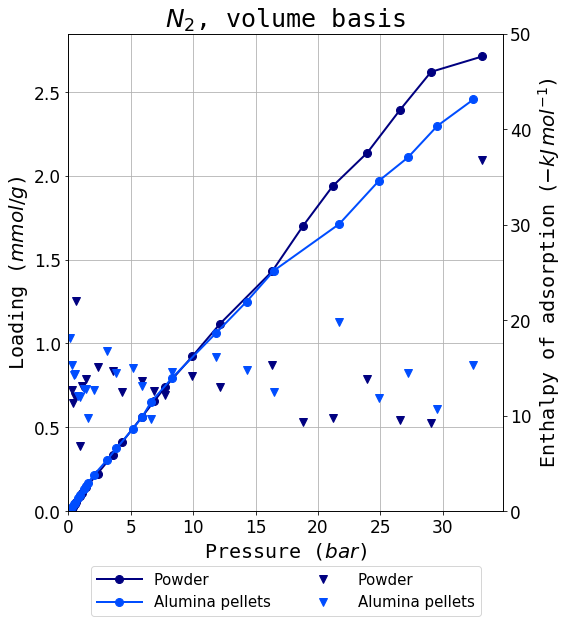 N₂, volume basis
Loading (mmol/g)
0.0
0.5
1.0
1.5
2.0
2.5
0
10
20
30
40
50
Enthalpy of adsorption (−kJ mol⁻¹)
0 5 10 15 20 25 30
Pressure (bar)
Powder Powder
Alumina pellets Alumina pellets